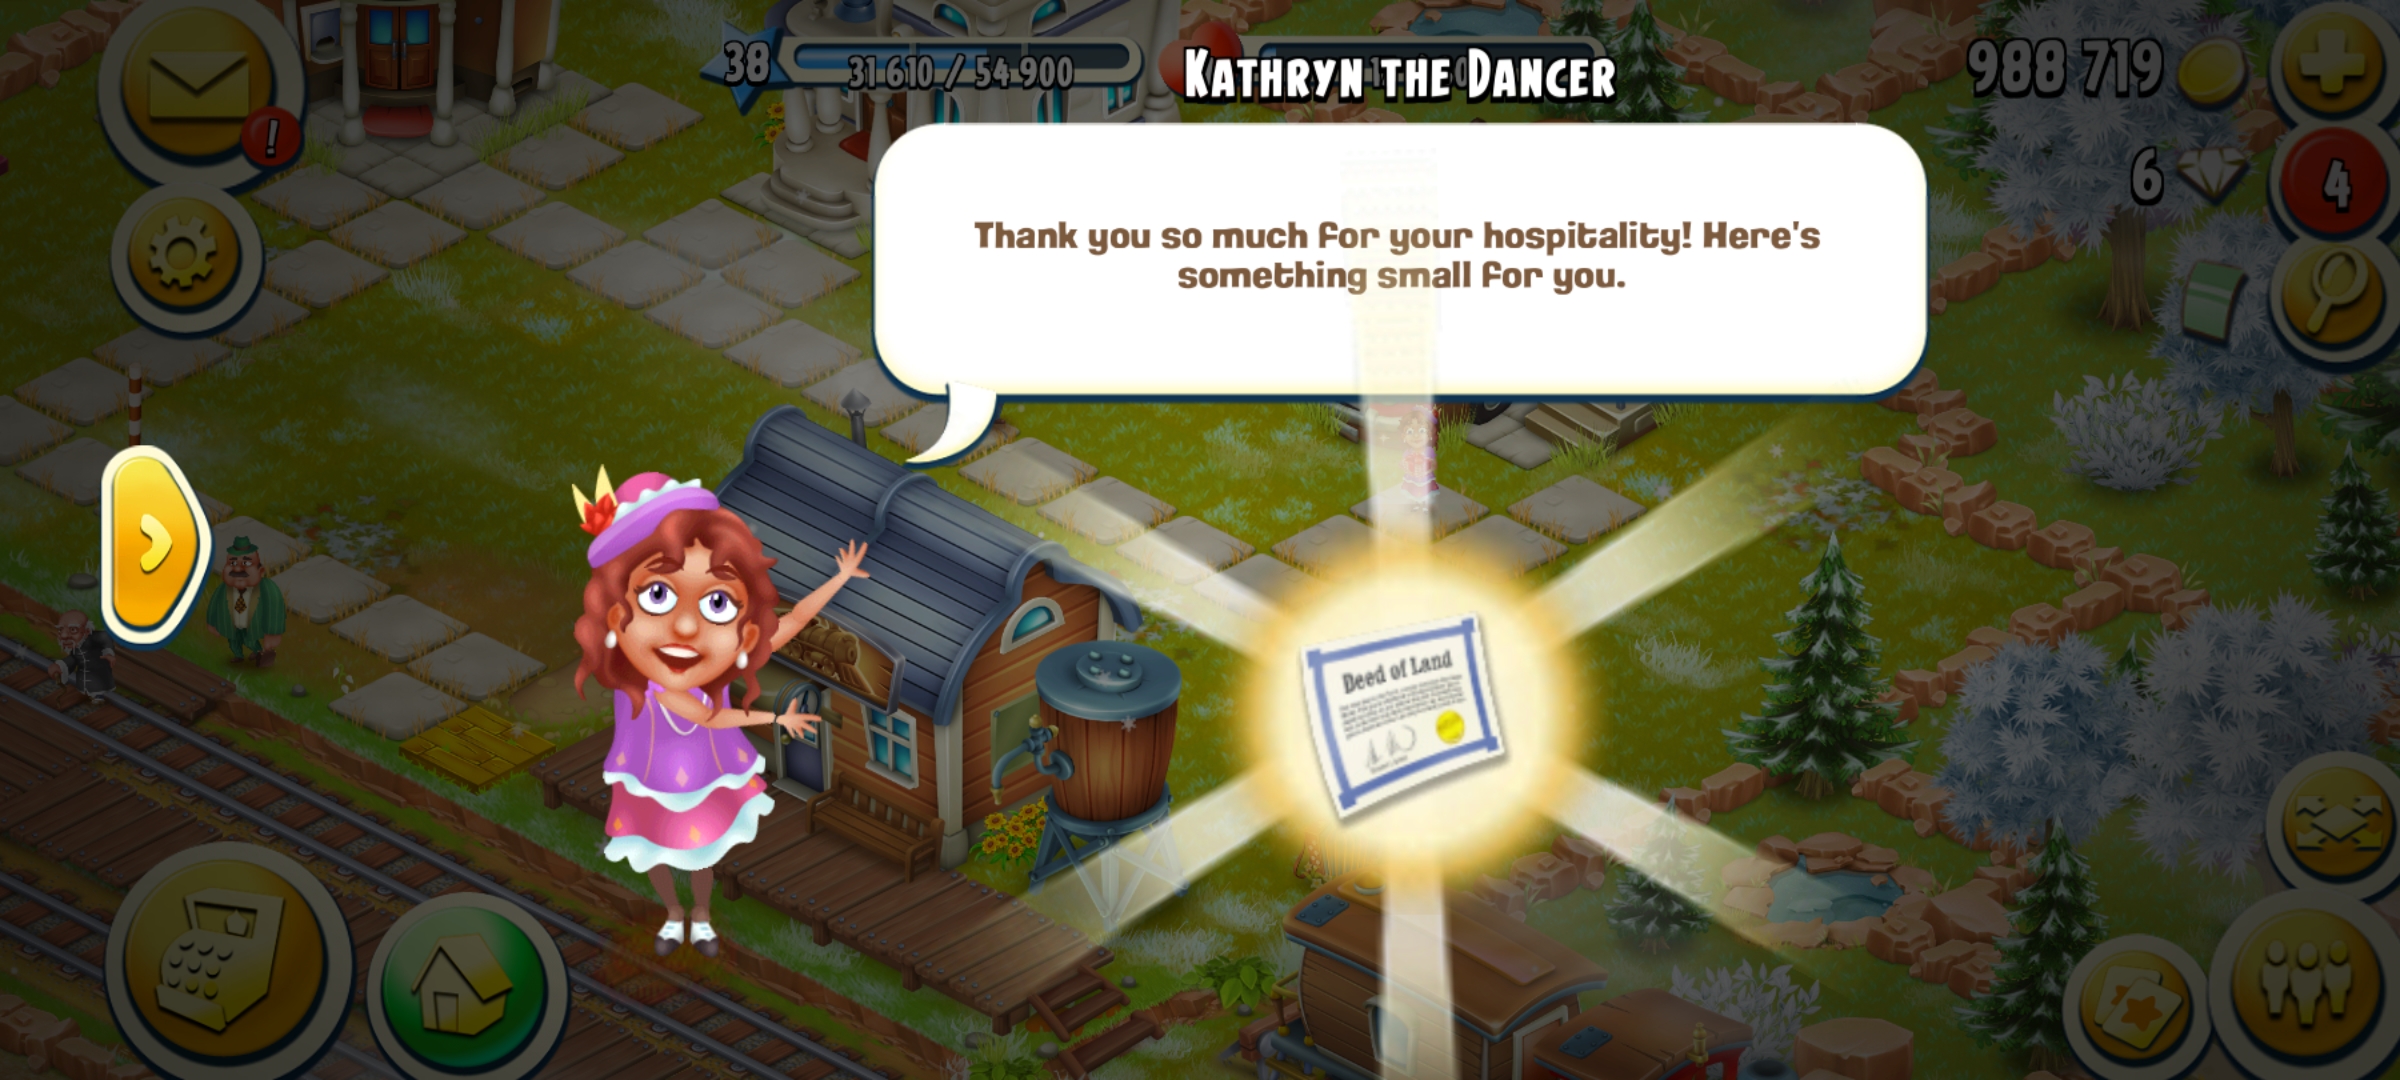 38
31 610 / 54 900
KATHRYN THE DANCER
988 719
6
4
!
Thank you so much for your hospitality! Here's
something small for you.
Deed of Land